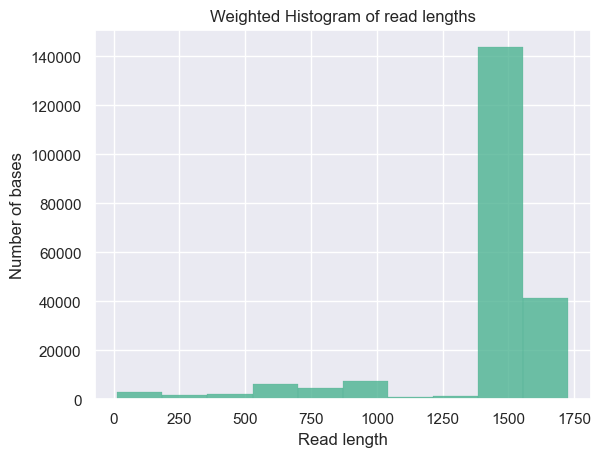 Weighted Histogram of read lengths
Number of bases
140000
120000
100000
80000
60000
40000
20000
0
0 250 500 750 1000 1250 1500 1750
Read length